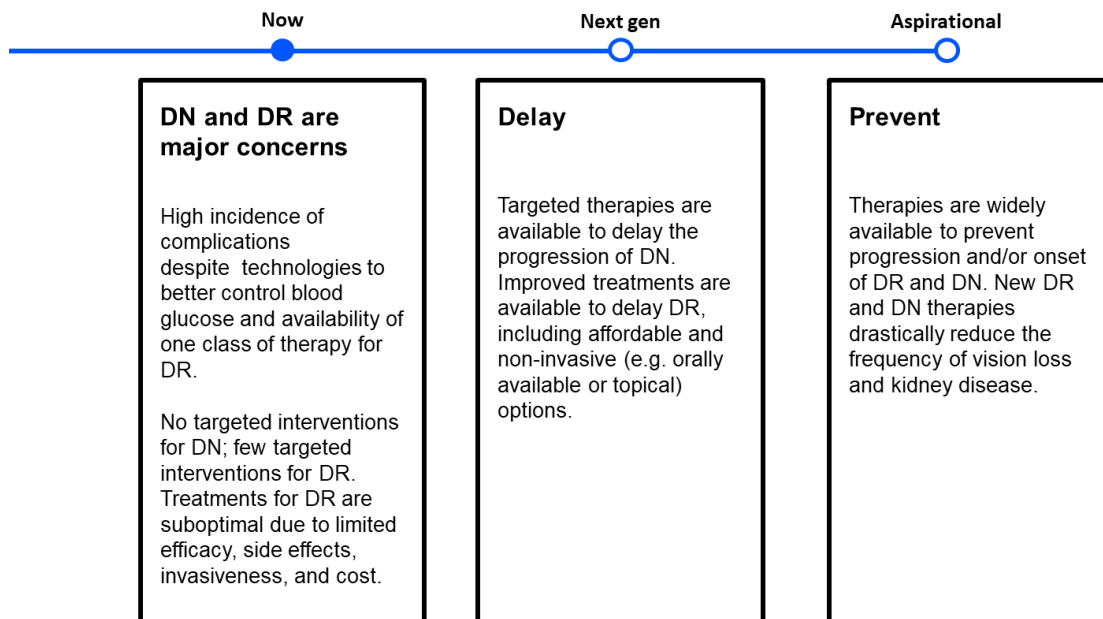 Now
Next gen
Aspirational
DN and DR are
major concerns
High incidence of
complications
despite  technologies to
better control blood
glucose and availability of
one class of therapy for
DR.
No targeted interventions
for DN; few targeted
interventions for DR.
Treatments for DR are
suboptimal due to limited
efficacy, side effects,
invasiveness, and cost.
Delay
Targeted therapies are
available to delay the
progression of DN.
Improved treatments are
available to delay DR,
including affordable and
non-invasive (e.g. orally
available or topical)
options.
Prevent
Therapies are widely
available to prevent
progression and/or onset
of DR and DN. New DR
and DN therapies
drastically reduce the
frequency of vision loss
and kidney disease.